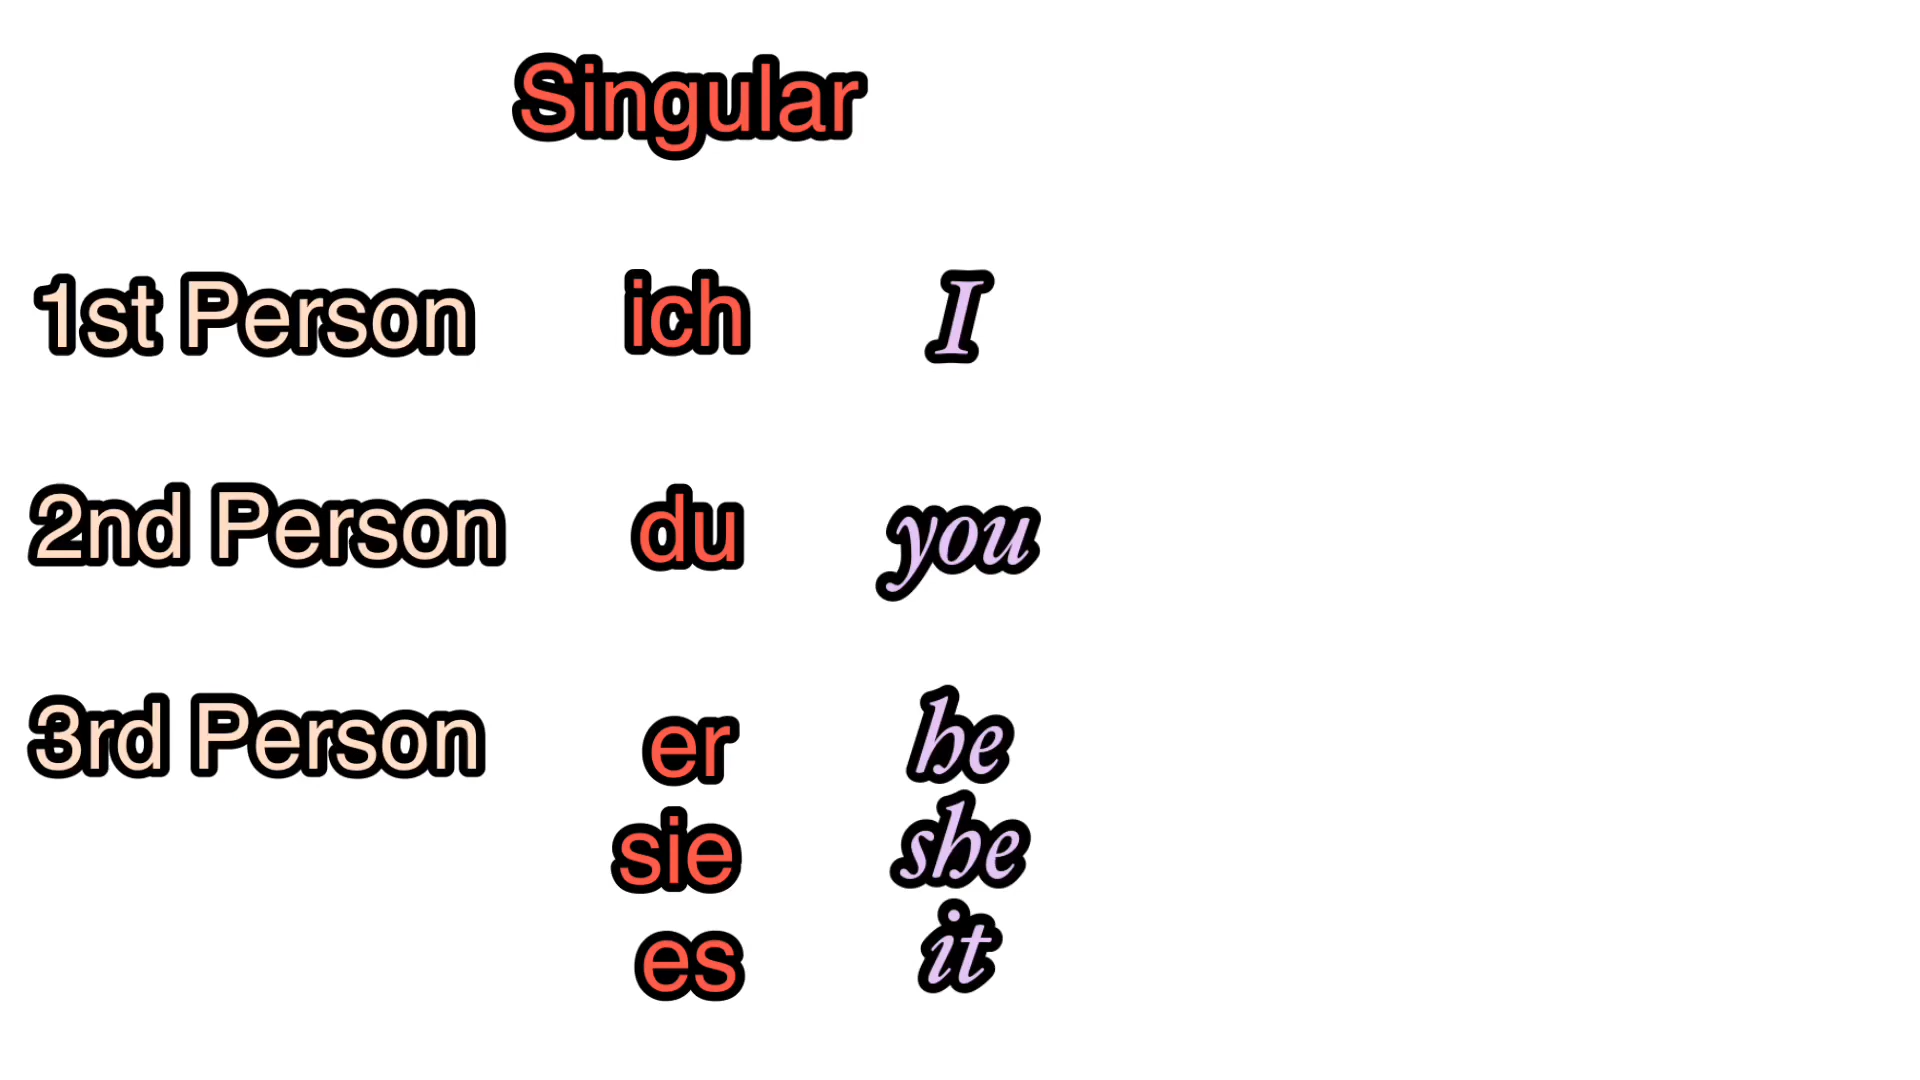 Singular
1st Person ich I
2nd Person du you
3rd Person er he
sie she
es it